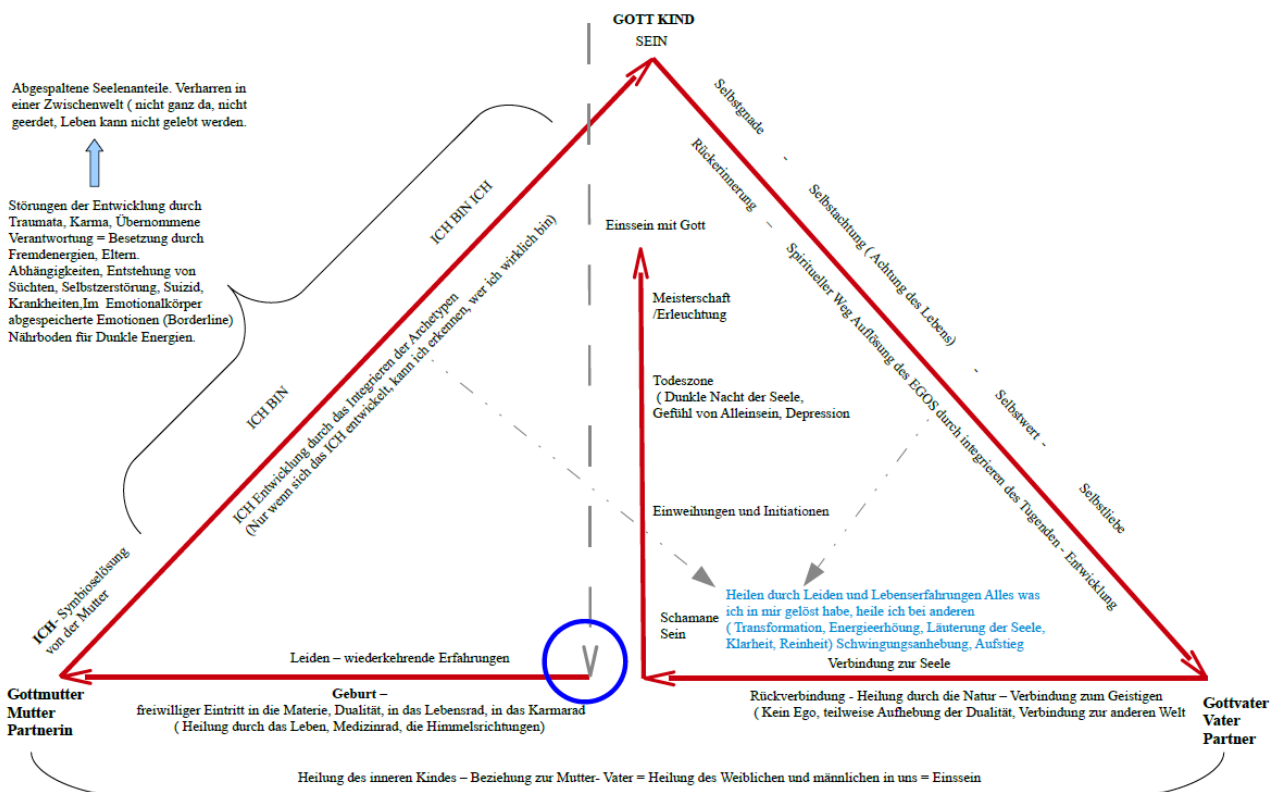 GOTT KIND
SEIN
Abgespaltene Seelenanteile. Verharren in
einer Zwischenwelt ( nicht ganz da, nicht
geerdet, Leben kann nicht gelebt werden.
Störungen der Entwicklung durch
Traumata, Karma, Übernommene
Verantwortung = Besetzung durch
Fremdenergien, Eltern.
Abhängigkeiten, Entstehung von
Süchten, Selbstzerstörung, Suizid,
Krankheiten,Im Emotionalkörper
abgespeicherte Emotionen (Borderline)
Nährboden für Dunkle Energien.
ICH BIN ICH
ICH BIN
ICH- Symbioselösung
von der Mutter
ICH Entwicklung durch das Integrieren der Archetypen
(Nur wenn sich das ICH entwickelt, kann ich erkennen, wer ich wirklich bin)
Selbstgnade - Selbstachtung ( Achtung des Lebens) - Selbstwert - Selbstliebe
Rückerinnerung - Spiritueller Weg Auflösung des EGOS durch integrieren des Tugenden - Entwicklung
Einssein mit Gott
Meisterschaft
/Erleuchtung
Todeszone
( Dunkle Nacht der Seele,
Gefühl von Alleinsein, Depression
Einweihungen und Initiationen
Schamane
Sein
Heilen durch Leiden und Lebenserfahrungen Alles was
ich in mir gelöst habe, heile ich bei anderen
( Transformation, Energieerhöung, Läuterung der Seele,
Klarheit, Reinheit) Schwingungsanhebung, Aufstieg
Verbindung zur Seele
Leiden – wiederkehrende Erfahrungen
Gottmutter
Mutter
Partnerin
Geburt –
freiwilliger Eintritt in die Materie, Dualität, in das Lebensrad, in das Karmarad
( Heilung durch das Leben, Medizinrad, die Himmelsrichtungen)
Rückverbindung - Heilung durch die Natur – Verbindung zum Geistigen
( Kein Ego, teilweise Aufhebung der Dualität, Verbindung zur anderen Welt
Gottvater
Vater
Partner
Heilung des inneren Kindes – Beziehung zur Mutter- Vater = Heilung des Weiblichen und männlichen in uns = Einssein